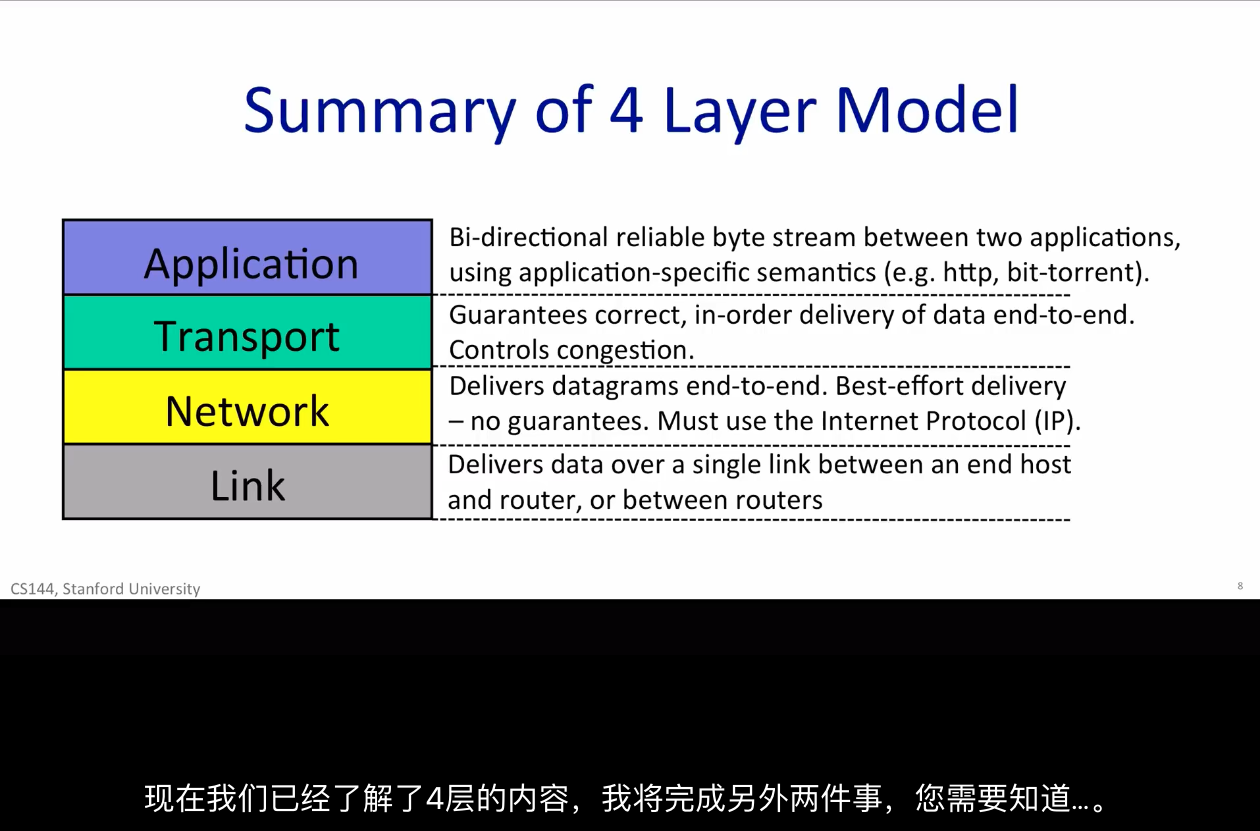 Summary of 4 Layer Model
Application
Bi-directional reliable byte stream between two applications,
using application-specific semantics (e.g. http, bit-torrent).
Transport
Guarantees correct, in-order delivery of data end-to-end.
Controls congestion.
Network
Delivers datagrams end-to-end. Best-effort delivery
– no guarantees. Must use the Internet Protocol (IP).
Link
Delivers data over a single link between an end host
and router, or between routers
CS144, Stanford University
8
现在我们已经了解了4层的内容，我将完成另外两件事，您需要知道...。